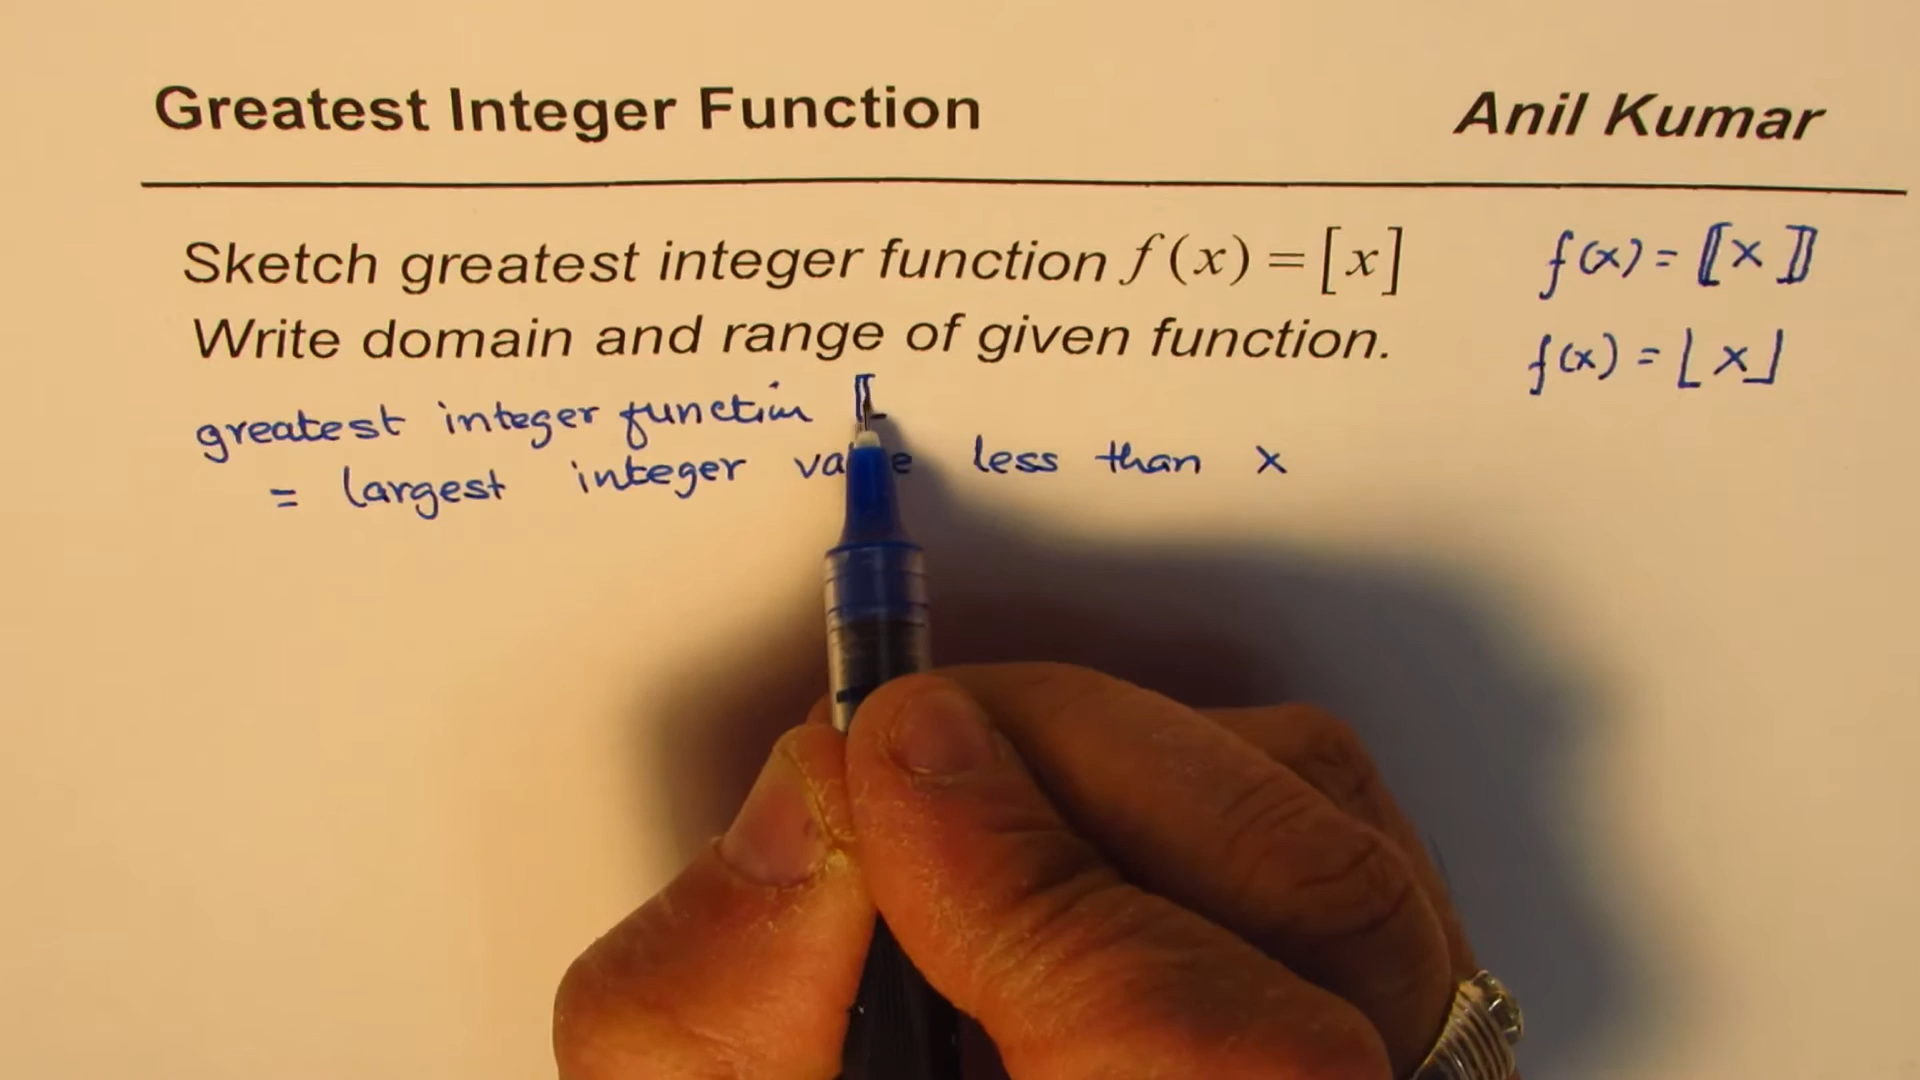 Greatest Integer Function Anil Kumar
Sketch greatest integer function f(x) = [x] f(x) = ⟦x⟧
Write domain and range of given function. f(x) = ⌊x⌋
greatest integer function ⟦
= largest integer less than x